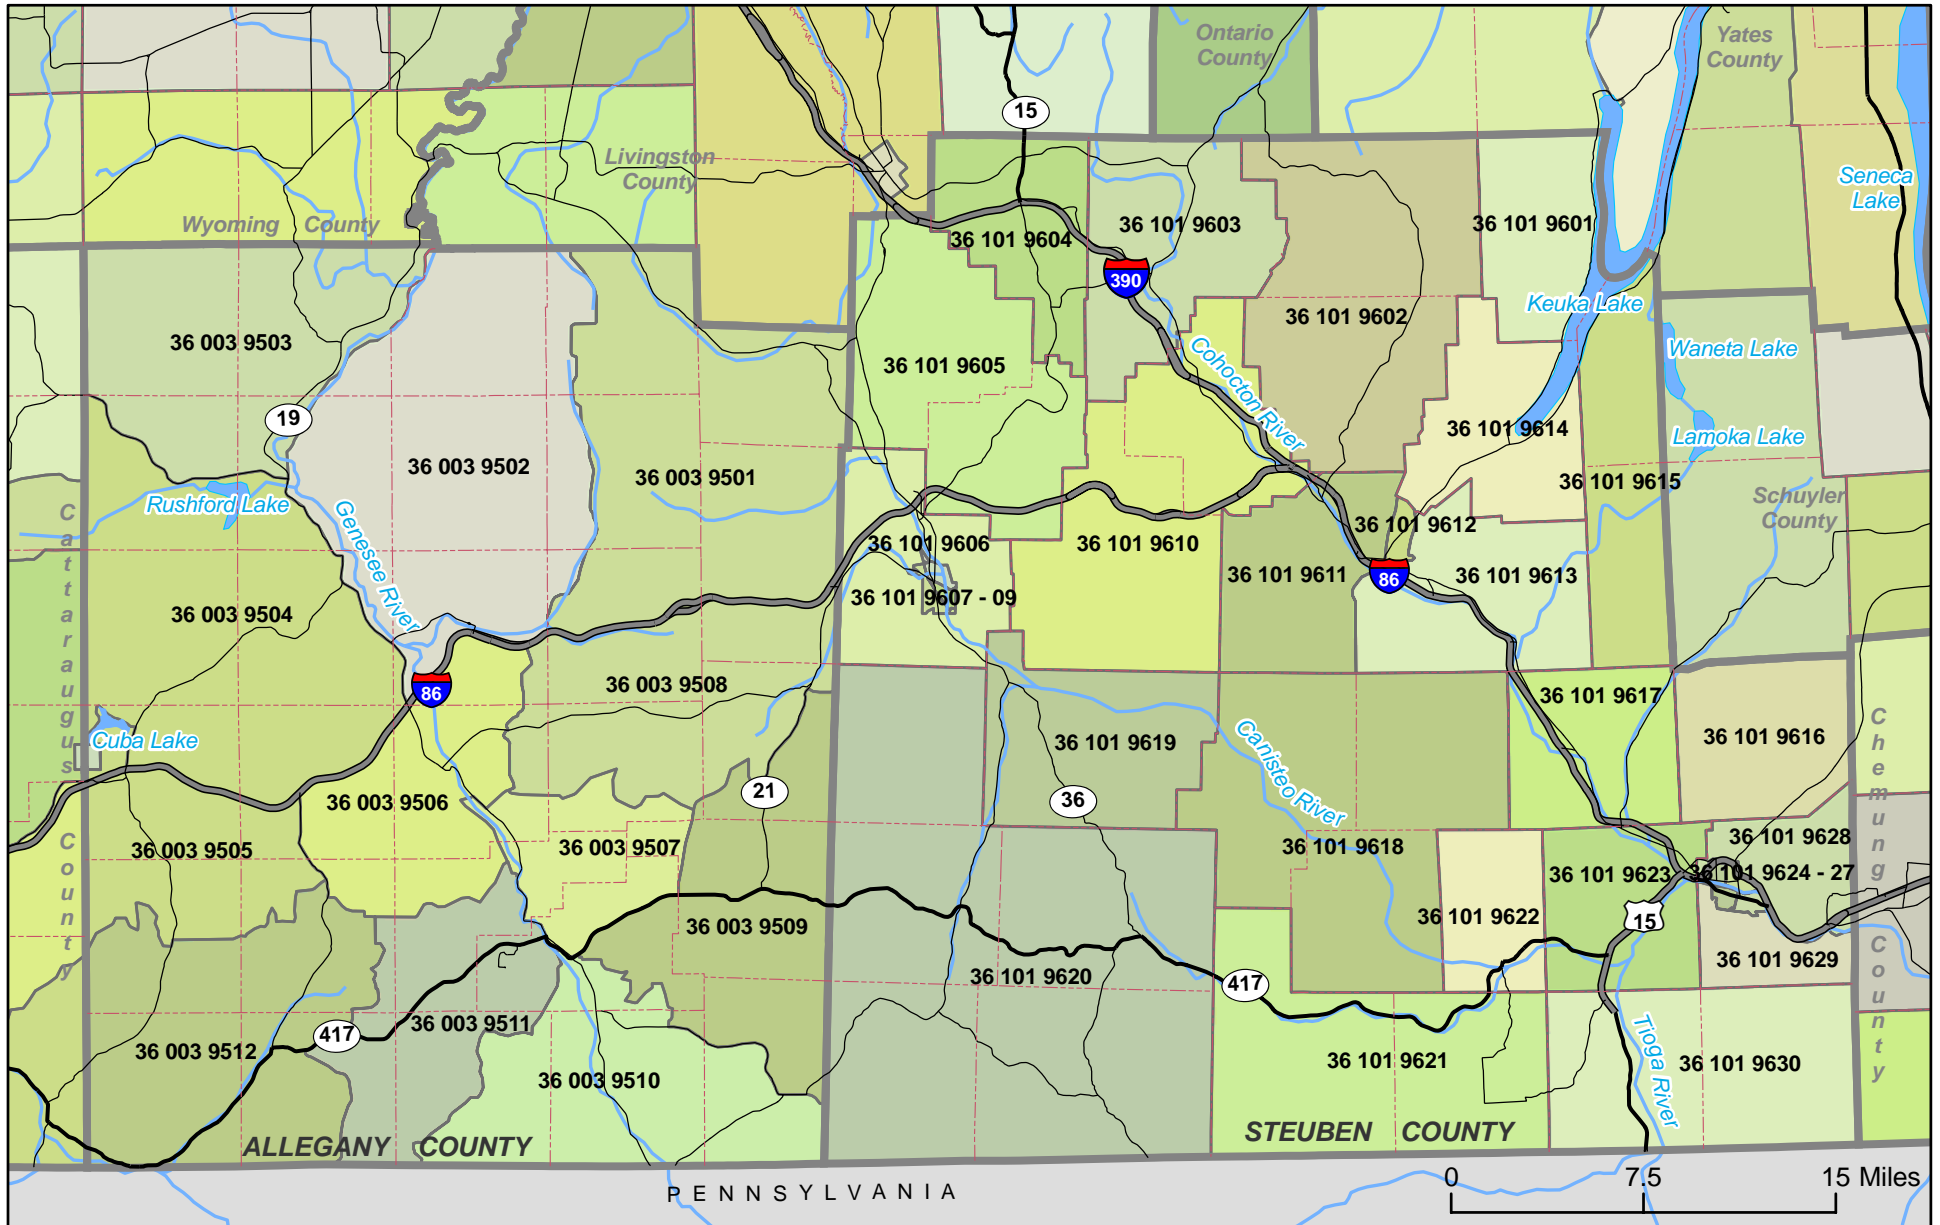 Ontario
County
Yates
County
15
Livingston
County
Seneca
Lake
Wyoming County
36 101 9604
36 101 9603
36 101 9601
390
Keuka Lake
36 101 9602
36 003 9503
36 101 9605
Waneta Lake
Cohocton River
19
36 101 9614
Lamoka Lake
36 003 9502
36 003 9501
36 101 9615
Rushford Lake
Schuyler
County
Genesee River
36 101 9612
36 101 9606
36 101 9610
36 101 9611
86
36 101 9613
36 101 9607 - 09
36 003 9504
Cattaraugus County
86
36 003 9508
36 101 9617
Cuba Lake
36 101 9619
36 101 9616
Canisteo River
Chemung County
21
36
36 003 9506
36 003 9505
36 003 9507
36 101 9618
36 101 9628
36 101 9623
36 101 9624 - 27
36 101 9622
15
36 003 9509
36 101 9620
417
36 101 9629
36 003 9511
417
36 003 9512
36 003 9510
36 101 9621
Tioga River
36 101 9630
ALLEGANY COUNTY
STEUBEN COUNTY
PENNSYLVANIA
0 7.5 15 Miles